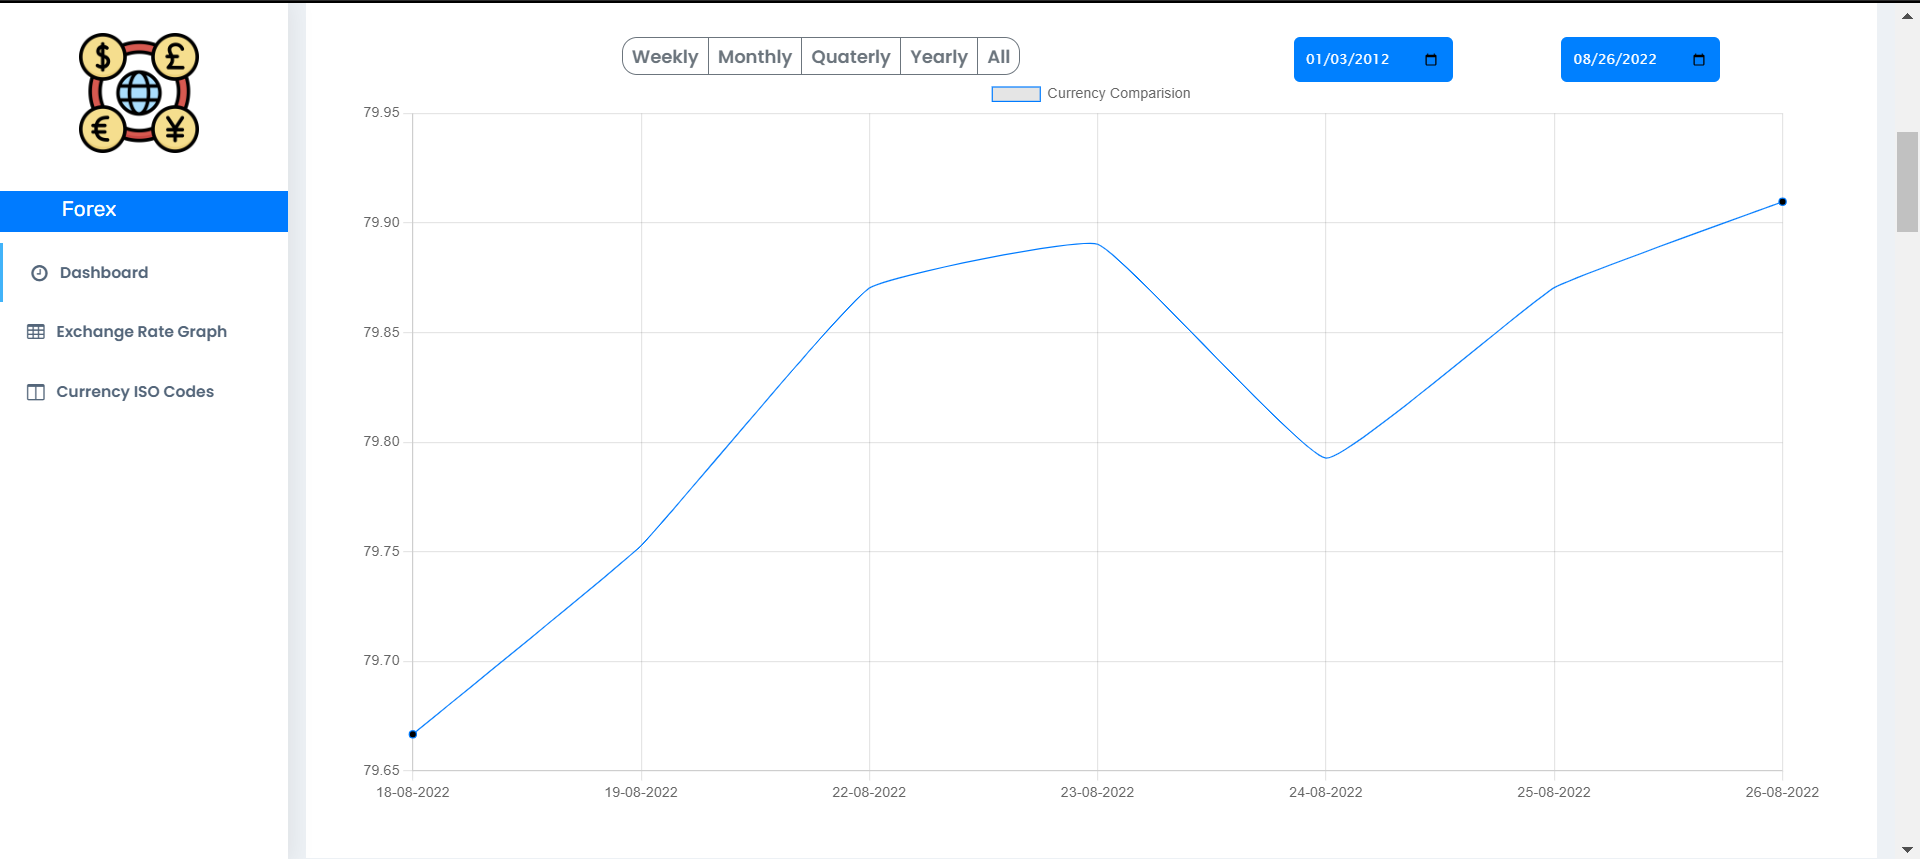 $ £
€ ¥
Forex
Dashboard
Exchange Rate Graph
Currency ISO Codes
Weekly Monthly Quaterly Yearly All
01/03/2012 08/26/2022
Currency Comparision
79.95
79.90
79.85
79.80
79.75
79.70
79.65
18-08-2022 19-08-2022 22-08-2022 23-08-2022 24-08-2022 25-08-2022 26-08-2022